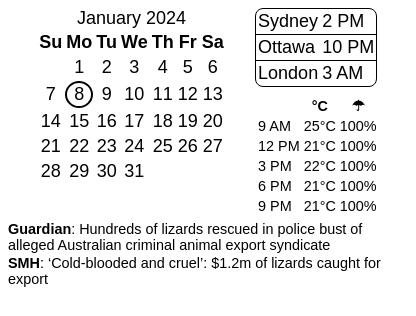 January 2024
Su Mo Tu We Th Fr Sa
1 2 3 4 5 6
7 8 9 10 11 12 13
14 15 16 17 18 19 20
21 22 23 24 25 26 27
28 29 30 31
Sydney 2 PM
Ottawa 10 PM
London 3 AM
°C ☂
9 AM 25°C 100%
12 PM 21°C 100%
3 PM 22°C 100%
6 PM 21°C 100%
9 PM 21°C 100%
Guardian: Hundreds of lizards rescued in police bust of
alleged Australian criminal animal export syndicate
SMH: ‘Cold-blooded and cruel’: $1.2m of lizards caught for
export